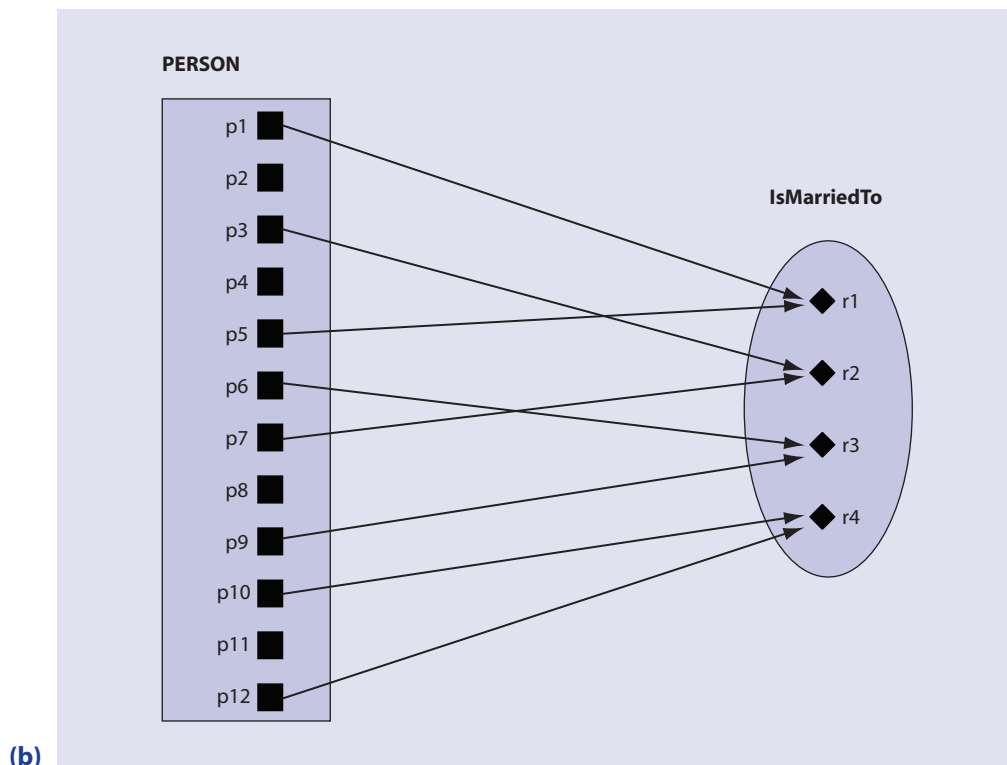 PERSON
p1
p2
p3
p4
p5
p6
p7
p8
p9
p10
p11
p12
IsMarriedTo
r1
r2
r3
r4
(b)